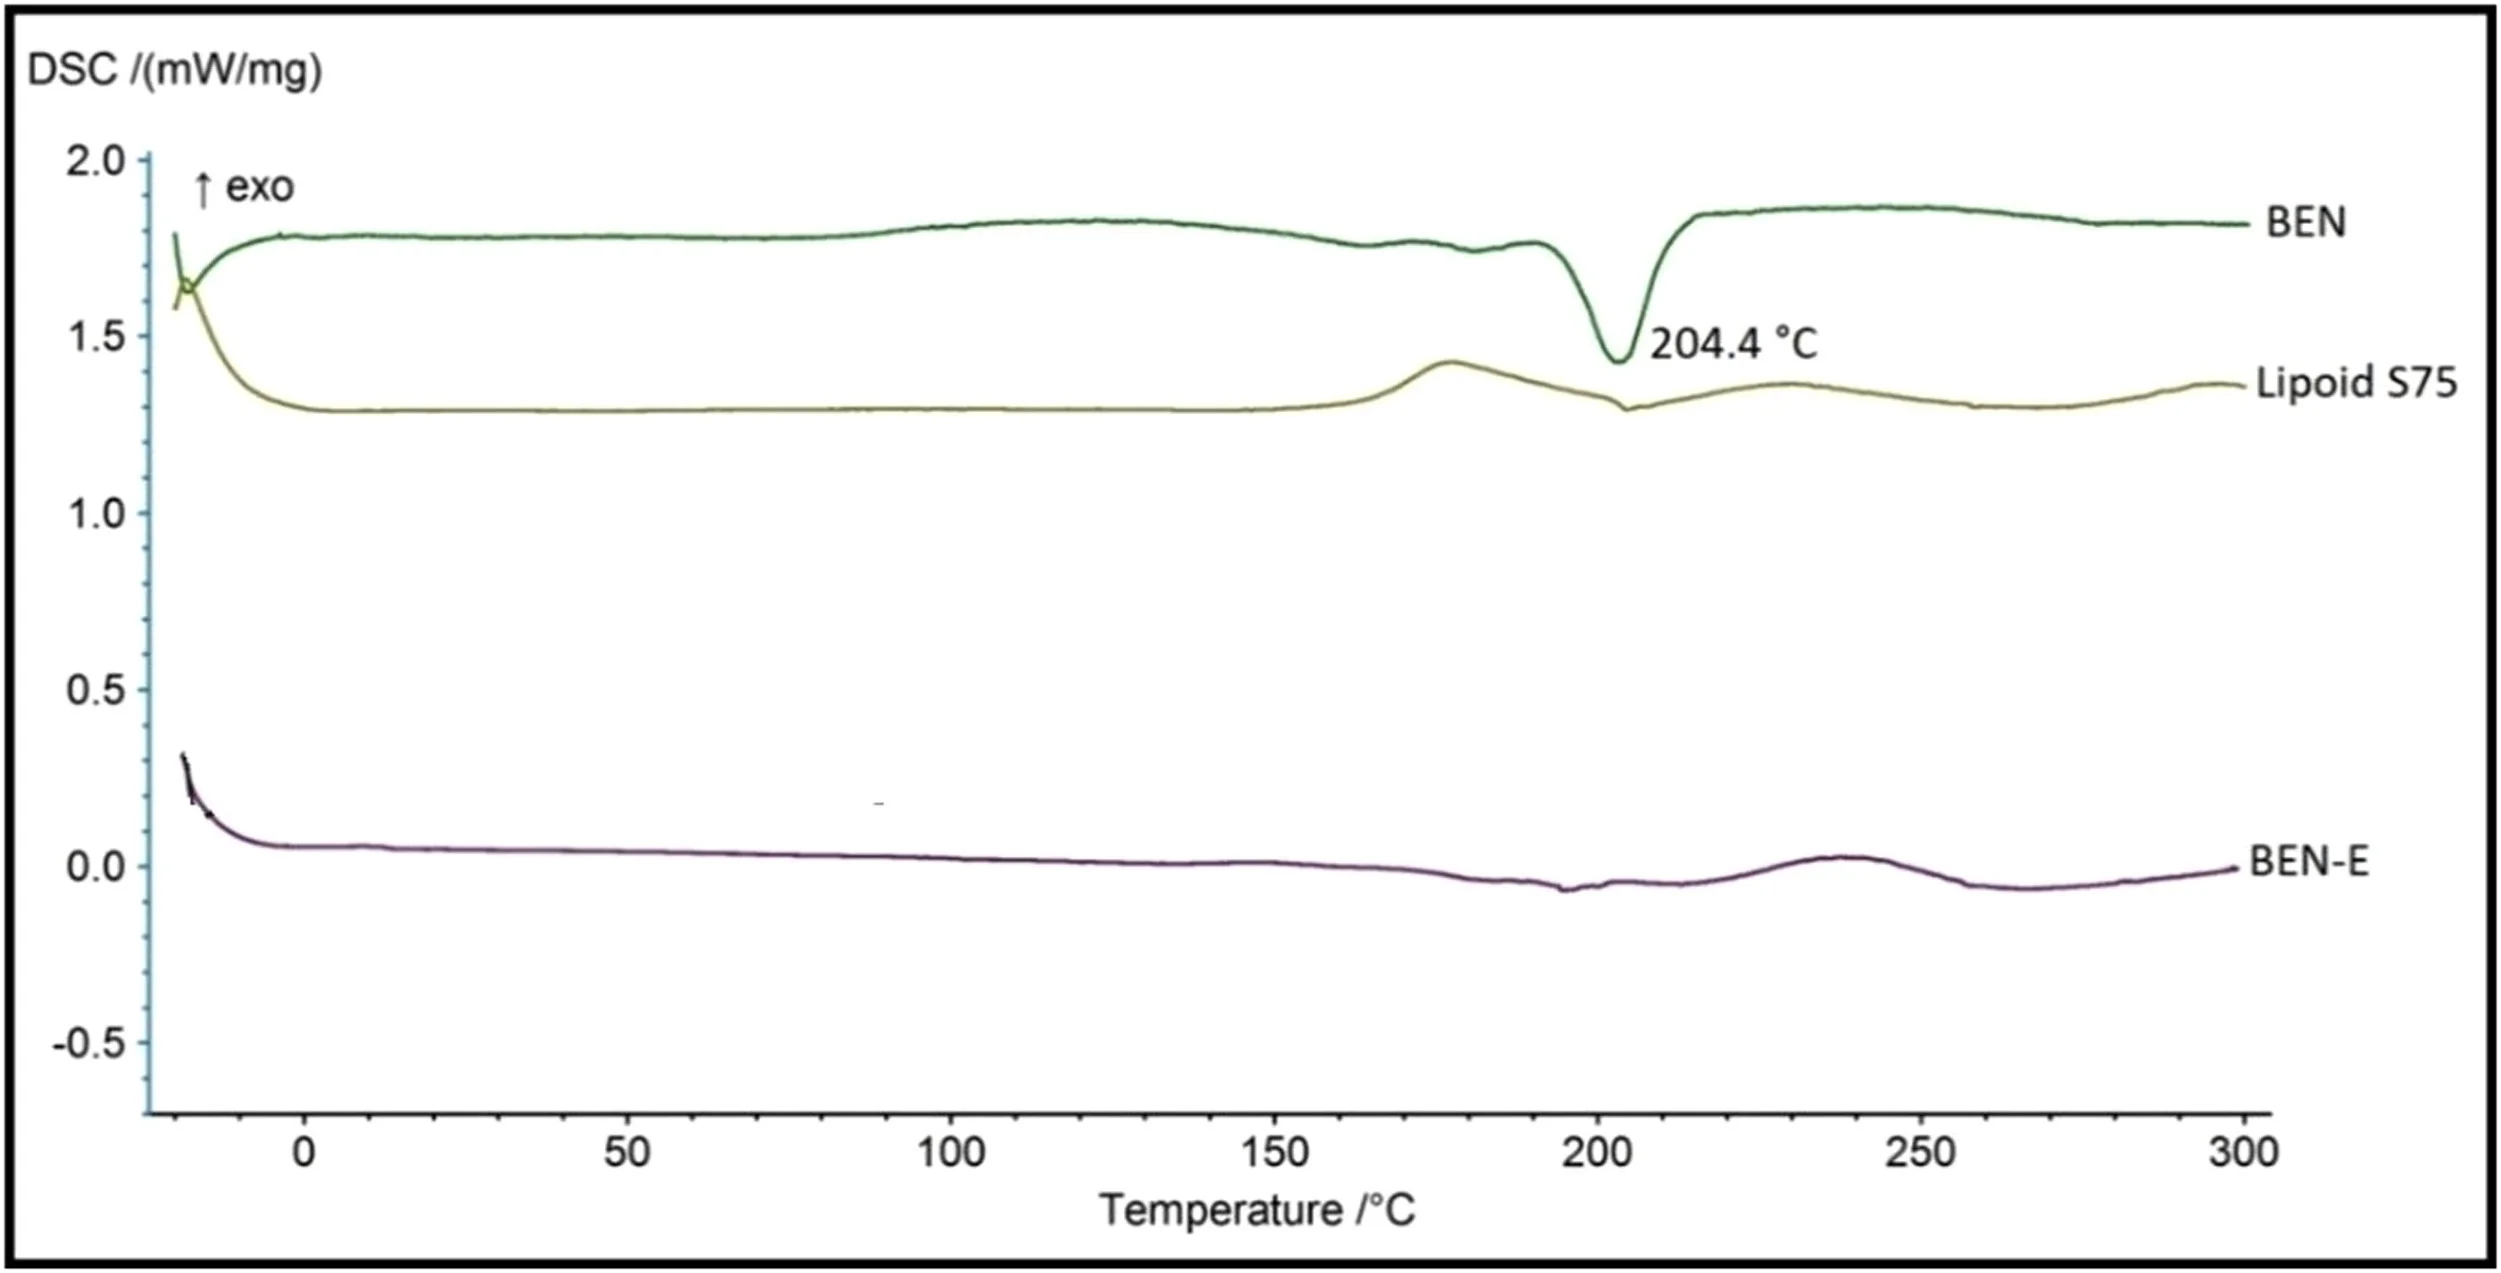 DSC /(mW/mg)
2.0
↑ exo
BEN
1.5
204.4 °C
Lipoid S75
1.0
0.5
0.0
BEN-E
-0.5
0 50 100 150 200 250 300
Temperature /°C